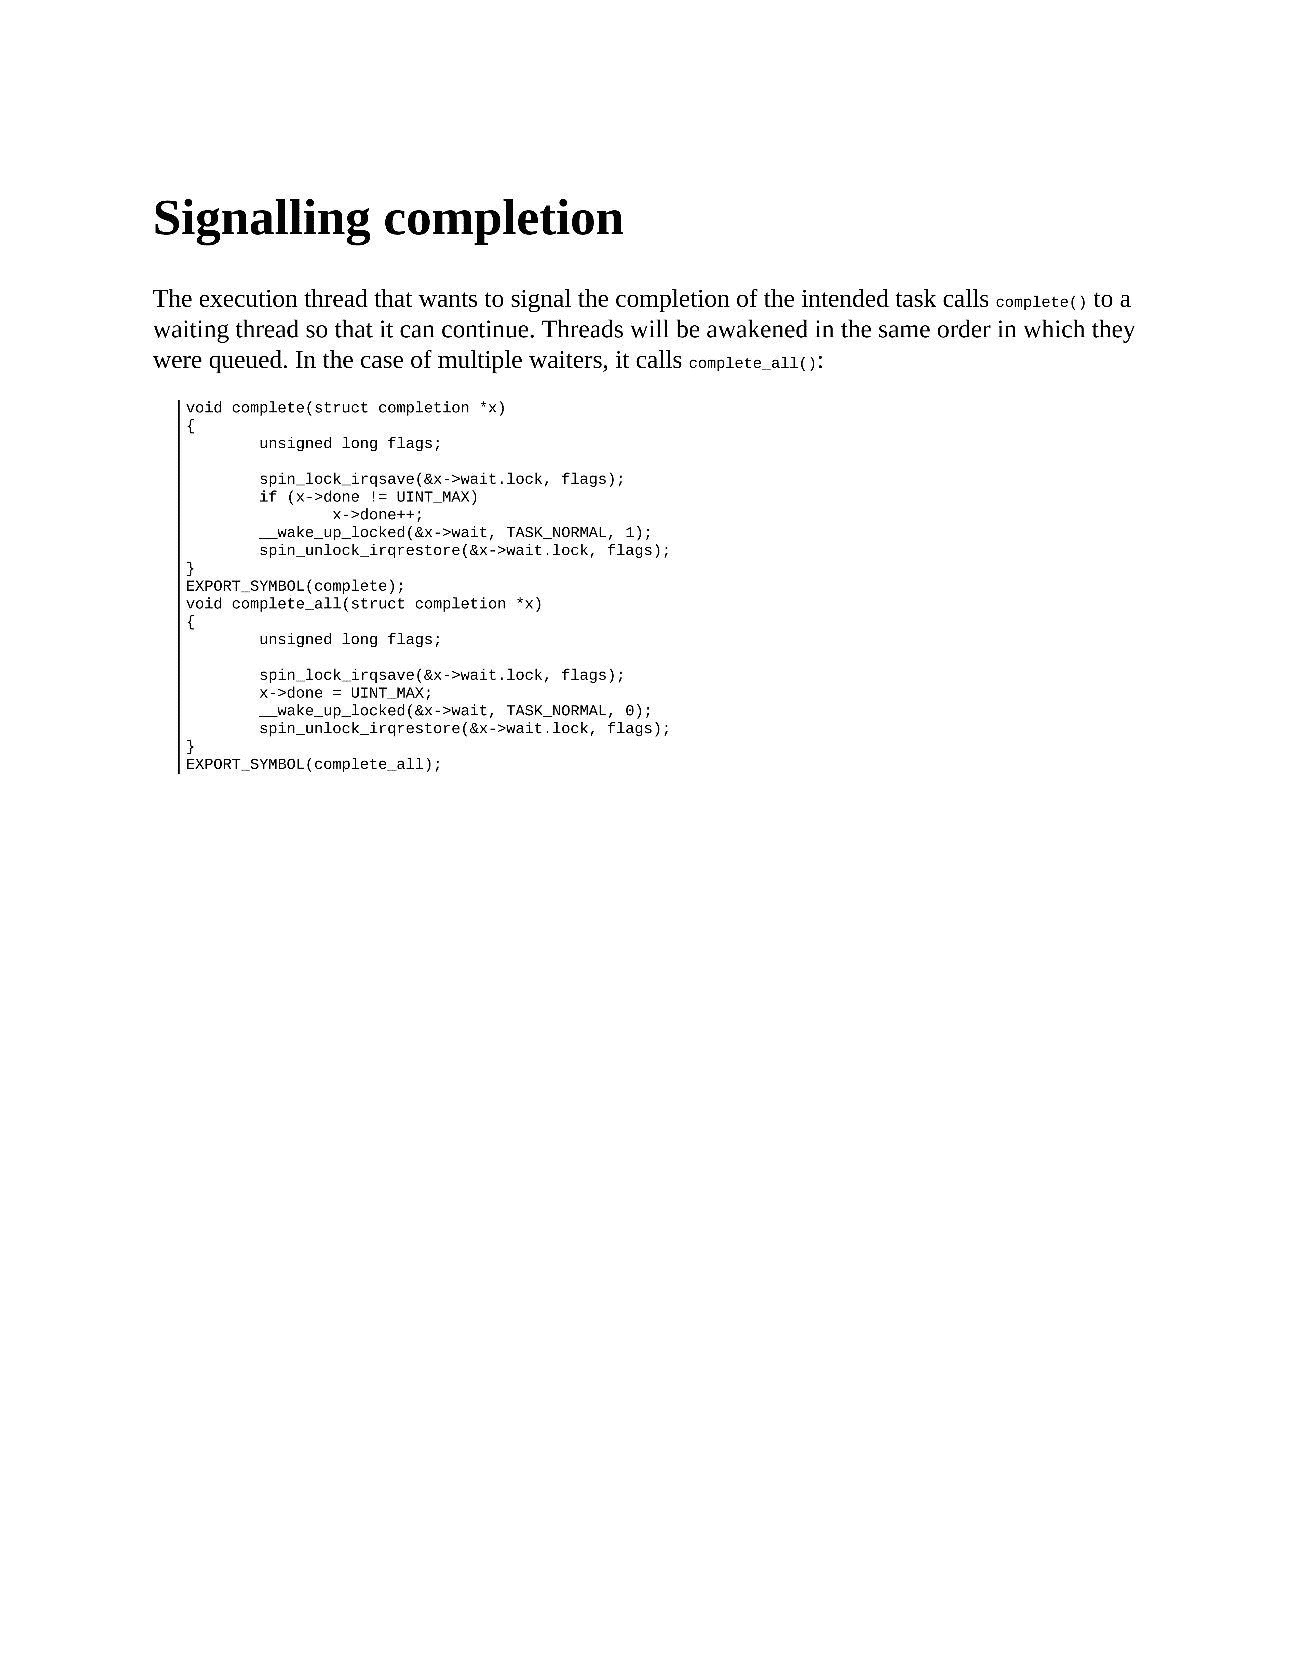 Signalling completion
The execution thread that wants to signal the completion of the intended task calls complete() to a
waiting thread so that it can continue. Threads will be awakened in the same order in which they
were queued. In the case of multiple waiters, it calls complete_all():
void complete(struct completion *x)
{
        unsigned long flags;

        spin_lock_irqsave(&x->wait.lock, flags);
        if (x->done != UINT_MAX)
                x->done++;
        __wake_up_locked(&x->wait, TASK_NORMAL, 1);
        spin_unlock_irqrestore(&x->wait.lock, flags);
}
EXPORT_SYMBOL(complete);
void complete_all(struct completion *x)
{
        unsigned long flags;

        spin_lock_irqsave(&x->wait.lock, flags);
        x->done = UINT_MAX;
        __wake_up_locked(&x->wait, TASK_NORMAL, 0);
        spin_unlock_irqrestore(&x->wait.lock, flags);
}
EXPORT_SYMBOL(complete_all);